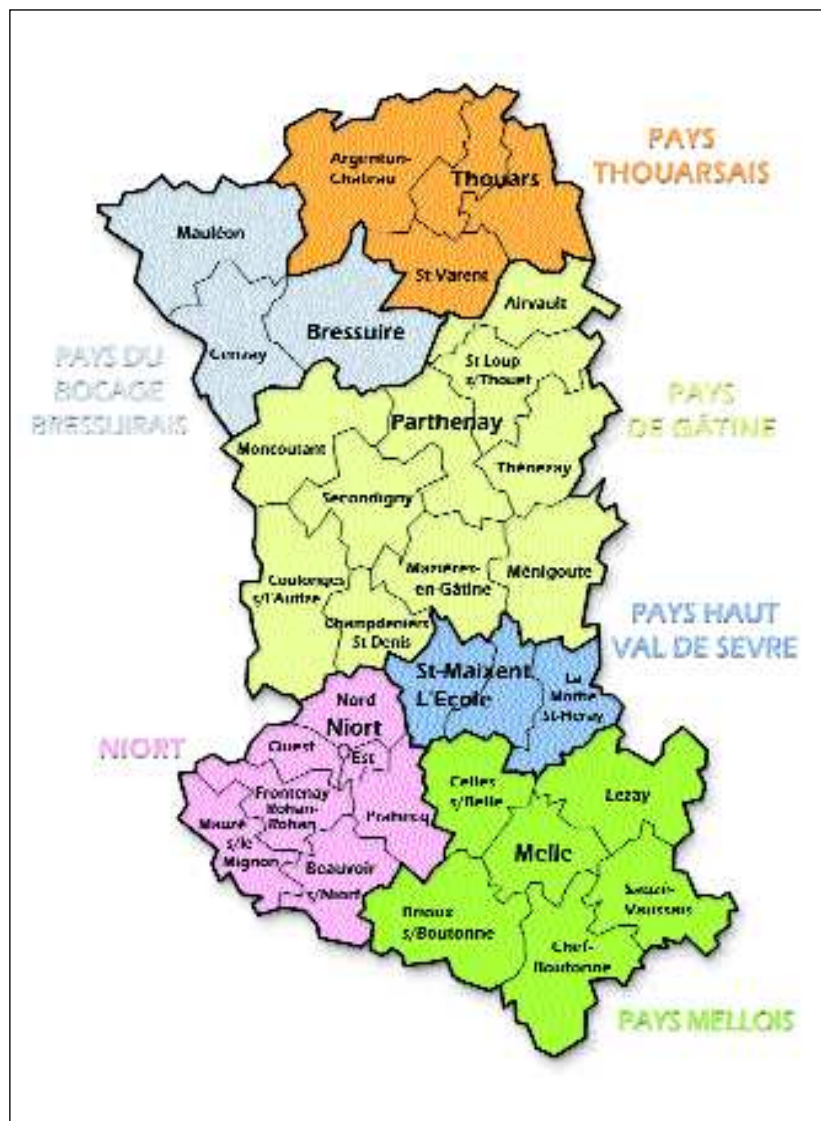 PAYS
THOUARSAIS
Argenton-
Chateau
Thouars
Mauléon
St Varent
Airvault
Bressuire
Cerizay
St Loup
s/Thouet
PAYS DU
BOCAGE
BRESSUIRAIS
PAYS
DE GÂTINE
Parthenay
Moncoutant
Thénezay
Secondigny
Mazières-
en-Gâtine
Ménigoute
Coulonges
s/L'Autize
Champdeniers
St Denis
PAYS HAUT
VAL DE SEVRE
St-Maixent
L'Ecole
La
Mothe
St-Heray
Nord
Niort
NIORT
Ouest
Est
Celles
s/Belle
Lezay
Frontenay
Rohan-
Rohan
Prahecq
Mauzé
s/le
Mignon
Melle
Beauvoir
s/Niort
Sauzé-
Vaussais
Brioux
s/Boutonne
Chef-
Boutonne
PAYS MELLOIS